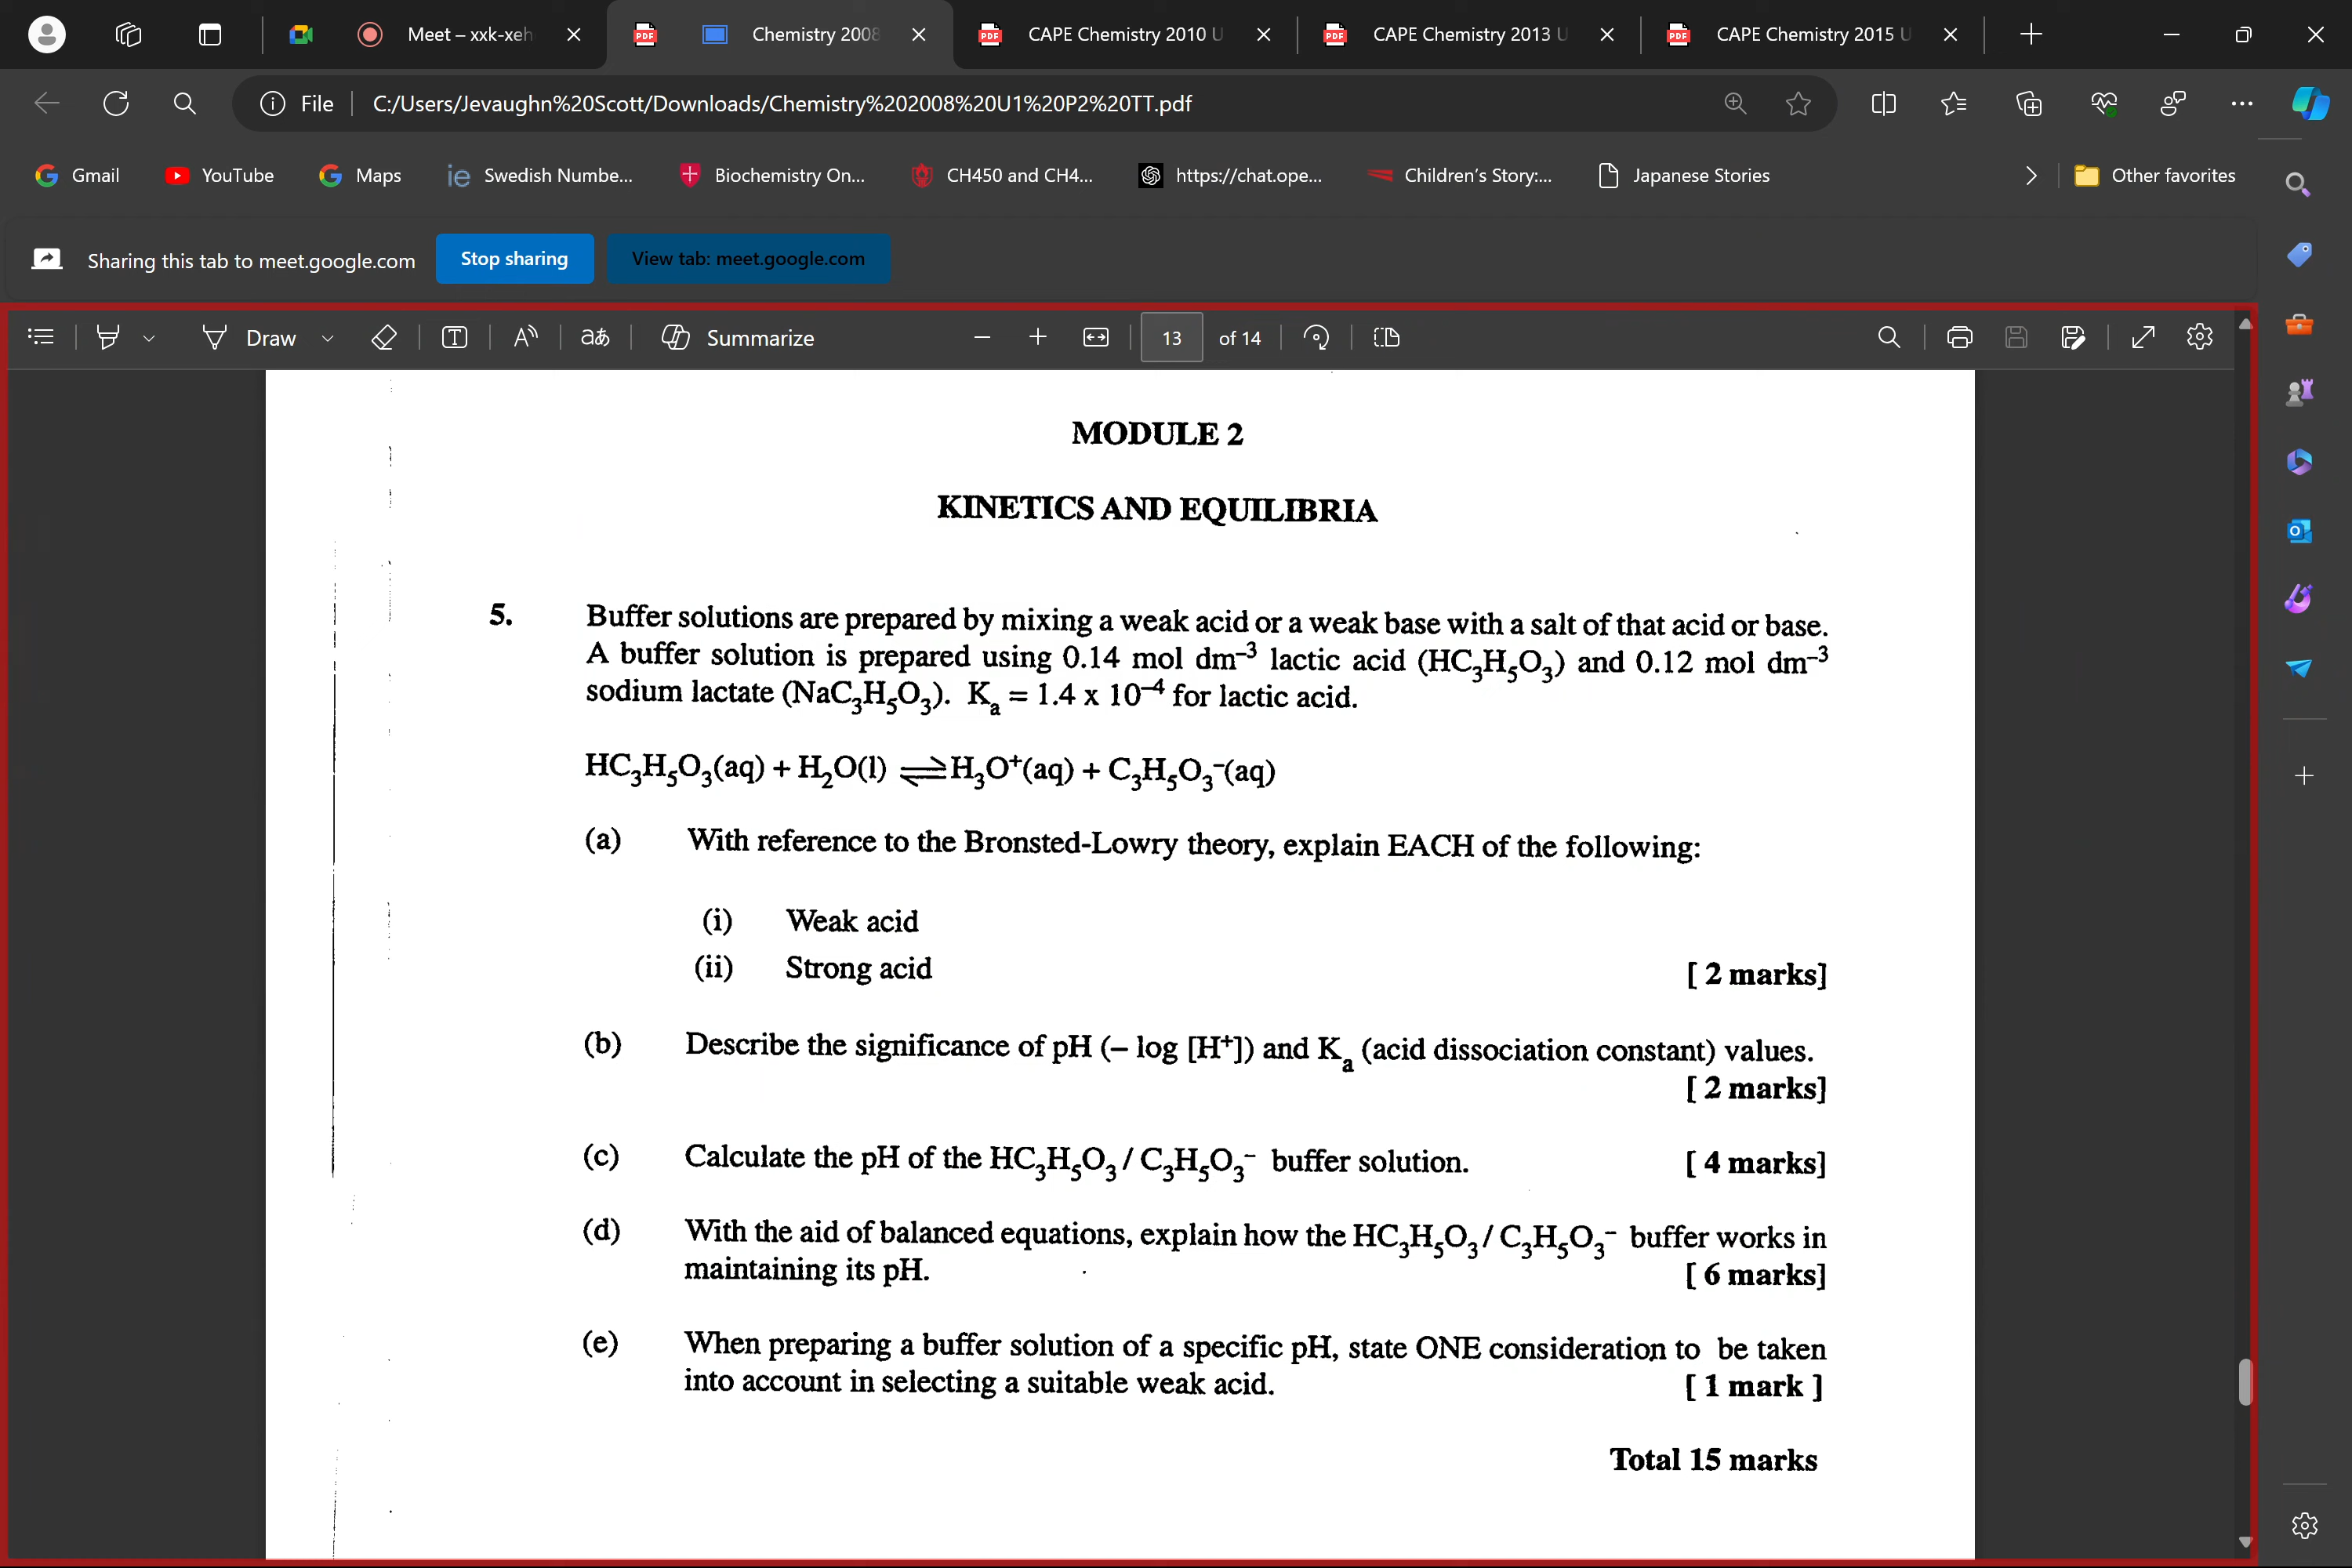 Meet – xxk-xeh
Chemistry 2008
CAPE Chemistry 2010 U
CAPE Chemistry 2013 U
CAPE Chemistry 2015 U
File
C:/Users/Jevaughn%20Scott/Downloads/Chemistry%202008%20U1%20P2%20TT.pdf
Gmail
YouTube
Maps
Swedish Numbe...
Biochemistry On...
CH450 and CH4...
https://chat.ope...
Children's Story:...
Japanese Stories
Other favorites
Sharing this tab to meet.google.com
Stop sharing
View tab: meet.google.com
Draw
Summarize
13 of 14
MODULE 2
KINETICS AND EQUILIBRIA
5. Buffer solutions are prepared by mixing a weak acid or a weak base with a salt of that acid or base.
A buffer solution is prepared using 0.14 mol dm⁻³ lactic acid (HC₃H₅O₃) and 0.12 mol dm⁻³
sodium lactate (NaC₃H₅O₃). Kₐ = 1.4 x 10⁻⁴ for lactic acid.
HC₃H₅O₃(aq) + H₂O(l) ⇌ H₃O⁺(aq) + C₃H₅O₃⁻(aq)
(a) With reference to the Bronsted-Lowry theory, explain EACH of the following:
(i) Weak acid
(ii) Strong acid [ 2 marks]
(b) Describe the significance of pH (– log [H⁺]) and Kₐ (acid dissociation constant) values.
[ 2 marks]
(c) Calculate the pH of the HC₃H₅O₃ / C₃H₅O₃⁻ buffer solution. [ 4 marks]
(d) With the aid of balanced equations, explain how the HC₃H₅O₃ / C₃H₅O₃⁻ buffer works in
maintaining its pH. [ 6 marks]
(e) When preparing a buffer solution of a specific pH, state ONE consideration to be taken
into account in selecting a suitable weak acid. [ 1 mark ]
Total 15 marks